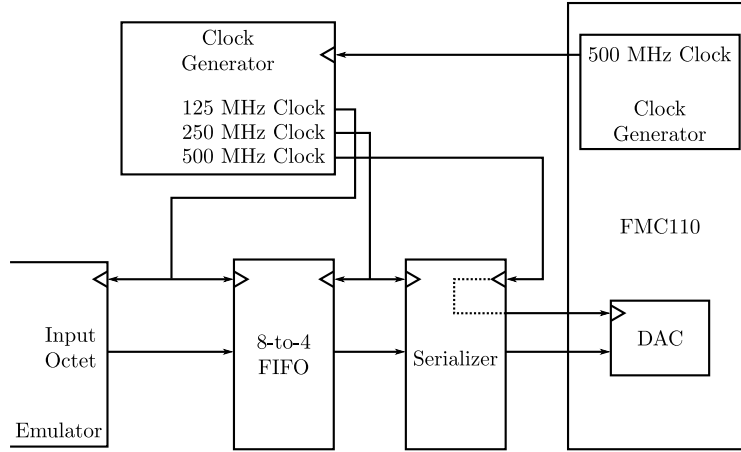 Clock
Generator
125 MHz Clock
250 MHz Clock
500 MHz Clock
500 MHz Clock
Clock
Generator
FMC110
Input
Octet
Emulator
8-to-4
FIFO
Serializer
DAC